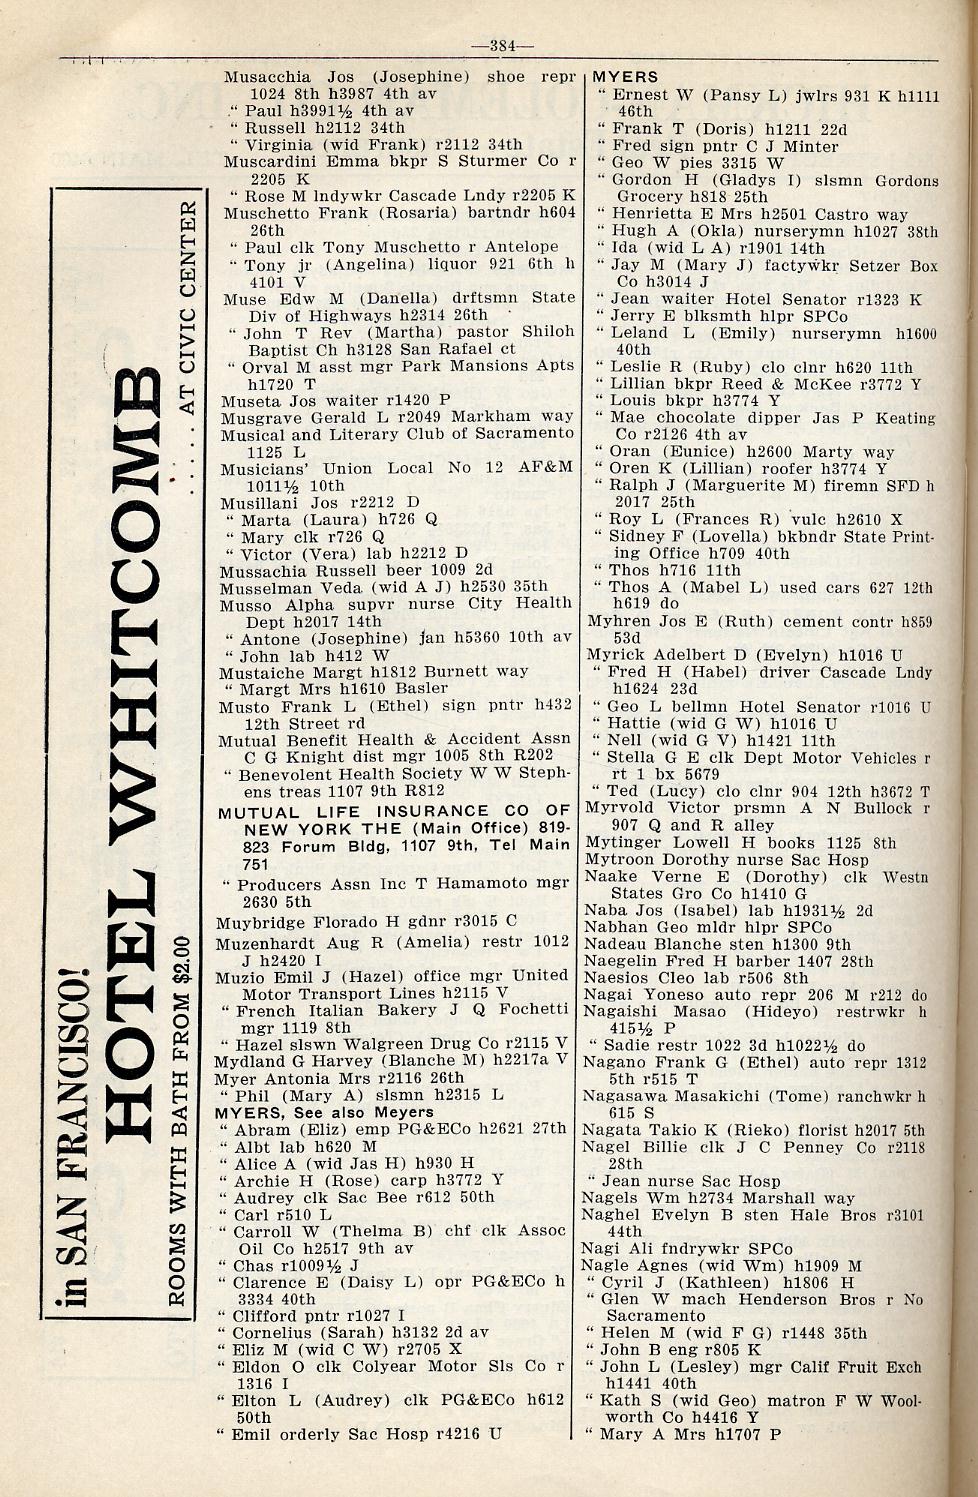 —384—
in SAN FRANCISCO!
HOTEL WHITCOMB
ROOMS WITH BATH FROM $2.00 ..... AT CIVIC CENTER
Musacchia Jos (Josephine) shoe repr
1024 8th h3987 4th av
" Paul h3991½ 4th av
" Russell h2112 34th
" Virginia (wid Frank) r2112 34th
Muscardini Emma bkpr S Sturmer Co r
2205 K
" Rose M lndywkr Cascade Lndy r2205 K
Muschetto Frank (Rosaria) bartndr h604
26th
" Paul clk Tony Muschetto r Antelope
" Tony jr (Angelina) liquor 921 6th h
4101 V
Muse Edw M (Danella) drftsmn State
Div of Highways h2314 26th
" John T Rev (Martha) pastor Shiloh
Baptist Ch h3128 San Rafael ct
" Orval M asst mgr Park Mansions Apts
h1720 T
Museta Jos waiter r1420 P
Musgrave Gerald L r2049 Markham way
Musical and Literary Club of Sacramento
1125 L
Musicians' Union Local No 12 AF&M
1011½ 10th
Musillani Jos r2212 D
" Marta (Laura) h726 Q
" Mary clk r726 Q
" Victor (Vera) lab h2212 D
Mussachia Russell beer 1009 2d
Musselman Veda (wid A J) h2530 35th
Musso Alpha supvr nurse City Health
Dept h2017 14th
" Antone (Josephine) jan h5360 10th av
" John lab h412 W
Mustaiche Margt h1812 Burnett way
" Margt Mrs h1610 Basler
Musto Frank L (Ethel) sign pntr h432
12th Street rd
Mutual Benefit Health & Accident Assn
C G Knight dist mgr 1005 8th R202
" Benevolent Health Society W W Steph-
ens treas 1107 9th R812
MUTUAL LIFE INSURANCE CO OF
NEW YORK THE (Main Office) 819-
823 Forum Bldg, 1107 9th, Tel Main
751
" Producers Assn Inc T Hamamoto mgr
2630 5th
Muybridge Florado H gdnr r3015 C
Muzenhardt Aug R (Amelia) restr 1012
J h2420 I
Muzio Emil J (Hazel) office mgr United
Motor Transport Lines h2115 V
" French Italian Bakery J Q Fochetti
mgr 1119 8th
" Hazel slswn Walgreen Drug Co r2115 V
Mydland G Harvey (Blanche M) h2217a V
Myer Antonia Mrs r2116 26th
" Phil (Mary A) slsmn h2315 L
MYERS, See also Meyers
" Abram (Eliz) emp PG&ECo h2621 27th
" Albt lab h620 M
" Alice A (wid Jas H) h930 H
" Archie H (Rose) carp h3772 Y
" Audrey clk Sac Bee r612 50th
" Carl r510 L
" Carroll W (Thelma B) chf clk Assoc
Oil Co h2517 9th av
" Chas r1009½ J
" Clarence E (Daisy L) opr PG&ECo h
3334 40th
" Clifford pntr r1027 I
" Cornelius (Sarah) h3132 2d av
" Eliz M (wid C W) r2705 X
" Eldon O clk Colyear Motor Sls Co r
1316 I
" Elton L (Audrey) clk PG&ECo h612
50th
" Emil orderly Sac Hosp r4216 U
MYERS
" Ernest W (Pansy L) jwlrs 931 K h1111
46th
" Frank T (Doris) h1211 22d
" Fred sign pntr C J Minter
" Geo W pies 3315 W
" Gordon H (Gladys I) slsmn Gordons
Grocery h818 25th
" Henrietta E Mrs h2501 Castro way
" Hugh A (Okla) nurserymn h1027 38th
" Ida (wid L A) r1901 14th
" Jay M (Mary J) factywkr Setzer Box
Co h3014 J
" Jean waiter Hotel Senator r1323 K
" Jerry E blksmth hlpr SPCo
" Leland L (Emily) nurserymn h1600
40th
" Leslie R (Ruby) clo clnr h620 11th
" Lillian bkpr Reed & McKee r3772 Y
" Louis bkpr h3774 Y
" Mae chocolate dipper Jas P Keating
Co r2126 4th av
" Oran (Eunice) h2600 Marty way
" Oren K (Lillian) roofer h3774 Y
" Ralph J (Marguerite M) firemn SFD h
2017 25th
" Roy L (Frances R) vulc h2610 X
" Sidney F (Lovella) bkbndr State Print-
ing Office h709 40th
" Thos h716 11th
" Thos A (Mabel L) used cars 627 12th
h619 do
Myhren Jos E (Ruth) cement contr h859
53d
Myrick Adelbert D (Evelyn) h1016 U
" Fred H (Habel) driver Cascade Lndy
h1624 23d
" Geo L bellmn Hotel Senator r1016 U
" Hattie (wid G W) h1016 U
" Nell (wid G V) h1421 11th
" Stella G E clk Dept Motor Vehicles r
rt 1 bx 5679
" Ted (Lucy) clo clnr 904 12th h3672 T
Myrvold Victor prsmn A N Bullock r
907 Q and R alley
Mytinger Lowell H books 1125 8th
Mytroon Dorothy nurse Sac Hosp
Naake Verne E (Dorothy) clk Westn
States Gro Co h1410 G
Naba Jos (Isabel) lab h1931½ 2d
Nabhan Geo mldr hlpr SPCo
Nadeau Blanche sten h1300 9th
Naegelin Fred H barber 1407 28th
Naesios Cleo lab r506 8th
Nagai Yoneso auto repr 206 M r212 do
Nagaishi Masao (Hideyo) restrwkr h
415½ P
" Sadie restr 1022 3d h1022½ do
Nagano Frank G (Ethel) auto repr 1312
5th r515 T
Nagasawa Masakichi (Tome) ranchwkr h
615 S
Nagata Takio K (Rieko) florist h2017 5th
Nagel Billie clk J C Penney Co r2118
28th
" Jean nurse Sac Hosp
Nagels Wm h2734 Marshall way
Naghel Evelyn B sten Hale Bros r3101
44th
Nagi Ali fndrywkr SPCo
Nagle Agnes (wid Wm) h1909 M
" Cyril J (Kathleen) h1806 H
" Glen W mach Henderson Bros r No
Sacramento
" Helen M (wid F G) r1448 35th
" John B eng r805 K
" John L (Lesley) mgr Calif Fruit Exch
h1441 40th
" Kath S (wid Geo) matron F W Wool-
worth Co h4416 Y
" Mary A Mrs h1707 P